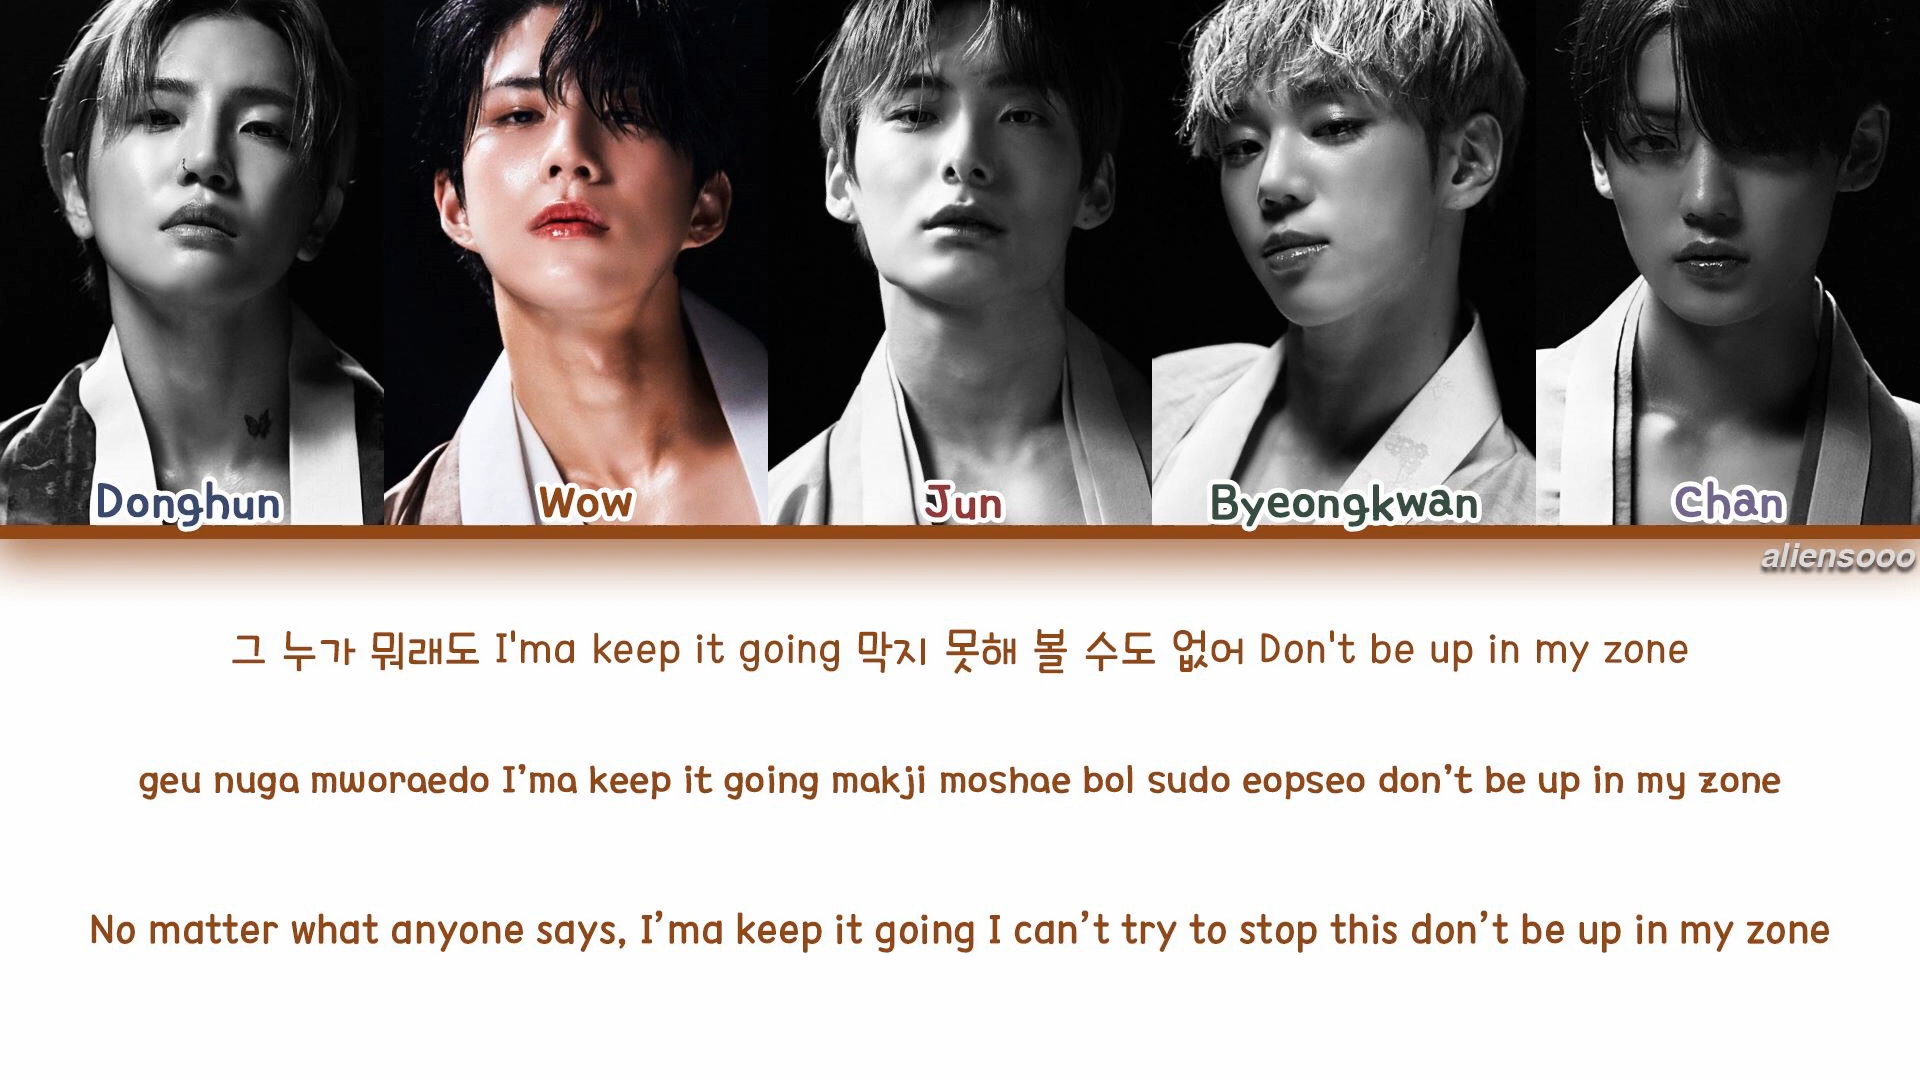 Donghun
Wow
Jun
Byeongkwan
Chan
aliensooo
그 누가 뭐래도 I'ma keep it going 막지 못해 볼 수도 없어 Don't be up in my zone
geu nuga mworaedo I’ma keep it going makji moshae bol sudo eopseo don’t be up in my zone
No matter what anyone says, I’ma keep it going I can’t try to stop this don’t be up in my zone